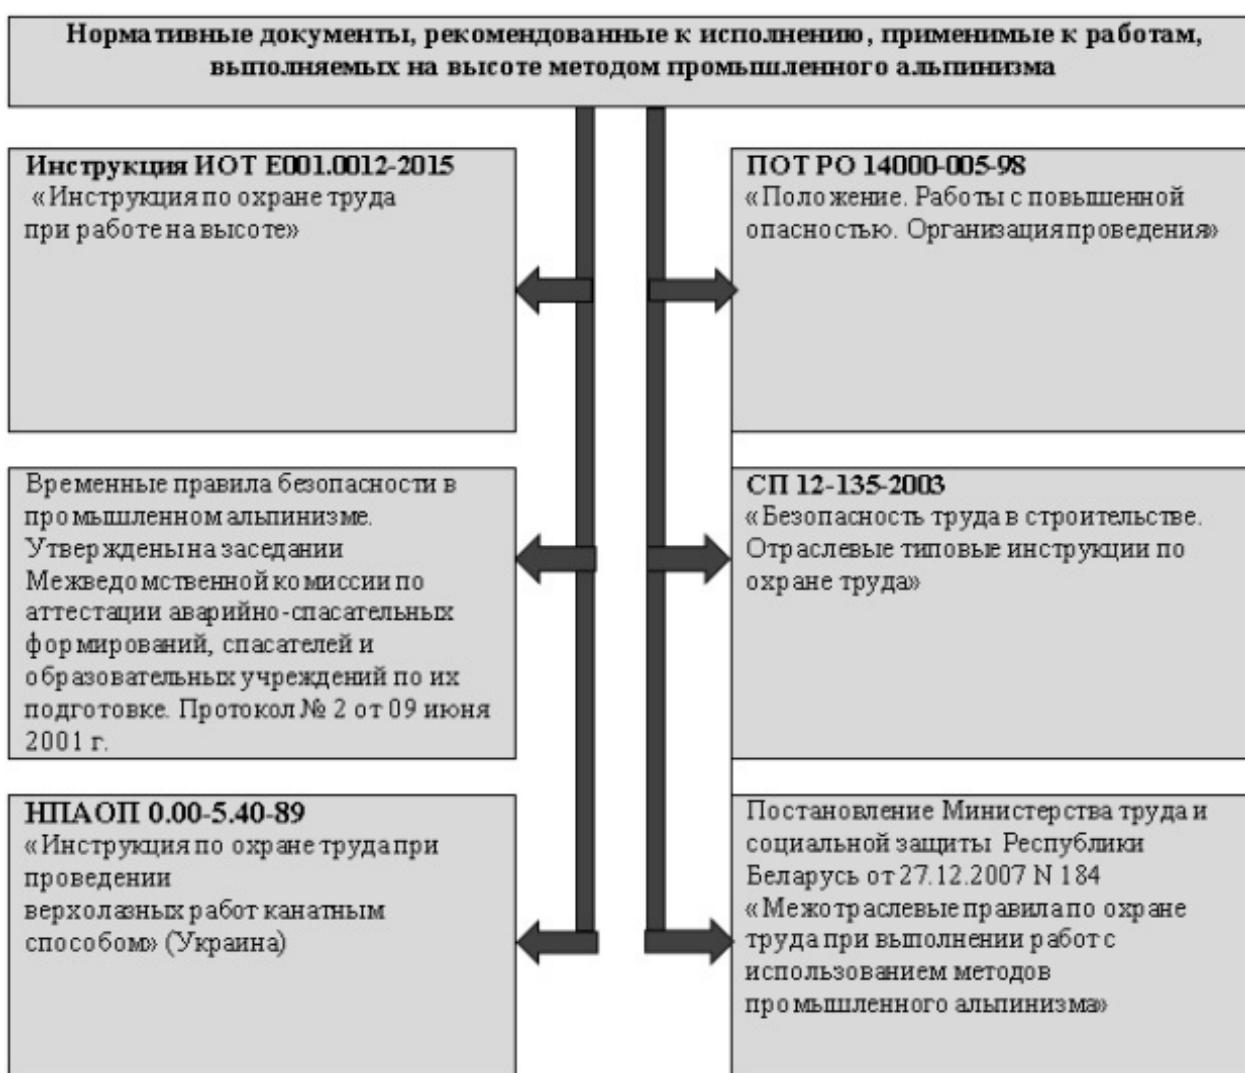 Нормативные документы, рекомендованные к исполнению, применимые к работам,
выполняемых на высоте методом промышленного альпинизма
Инструкция ИОТ Е001.0012-2015
«Инструкция по охране труда
при работе на высоте»
ПОТ РО 14000-005-98
«Положение. Работы с повышенной
опасностью. Организация проведения»
Временные правила безопасности в
промышленном альпинизме.
Утверждены на заседании
Межведомственной комиссии по
аттестации аварийно-спасательных
формирований, спасателей и
образовательных учреждений по их
подготовке. Протокол № 2 от 09 июня
2001 г.
СП 12-135-2003
«Безопасность труда в строительстве.
Отраслевые типовые инструкции по
охране труда»
НПАОП 0.00-5.40-89
«Инструкция по охране труда при
проведении
верхолазных работ канатным
способом» (Украина)
Постановление Министерства труда и
социальной защиты Республики
Беларусь от 27.12.2007 N 184
«Межотраслевые правила по охране
труда при выполнении работ с
использованием методов
промышленного альпинизма»